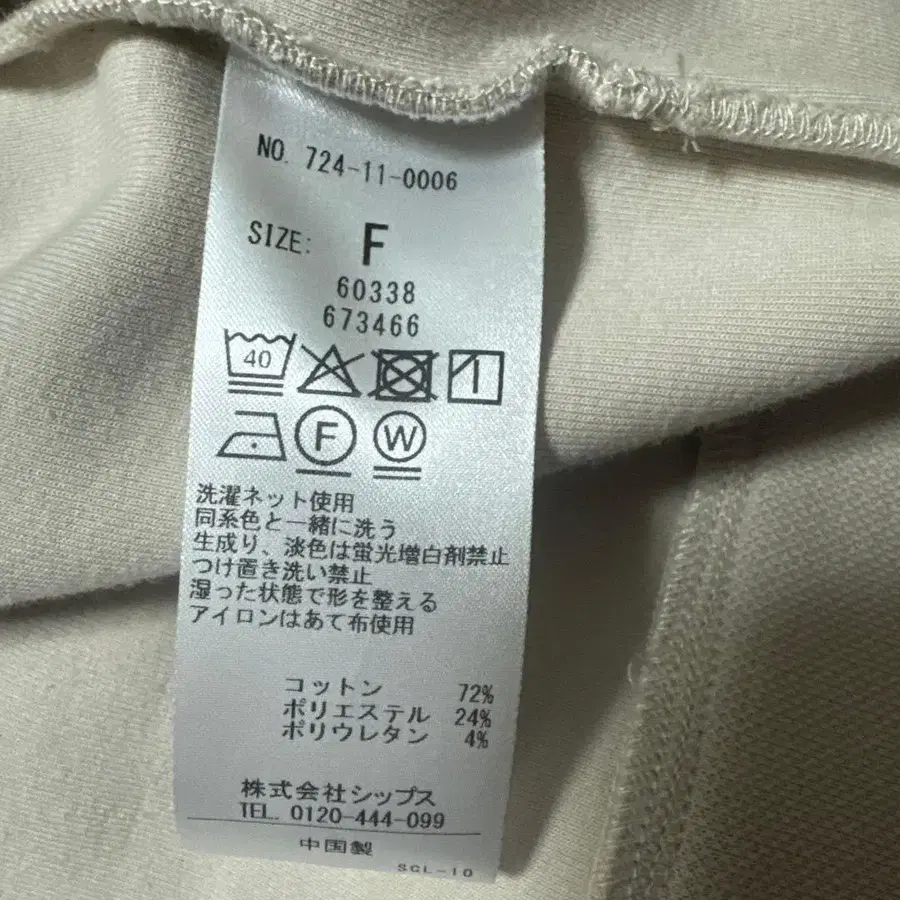 NO. 724-11-0006
SIZE: F
60338
673466
40
F W
洗濯ネット使用
同系色と一緒に洗う
生成り、淡色は蛍光増白剤禁止
つけ置き洗い禁止
湿った状態で形を整える
アイロンはあて布使用
コットン 72%
ポリエステル 24%
ポリウレタン 4%
株式会社シップス
TEL. 0120-444-099
中国製
SGL-10